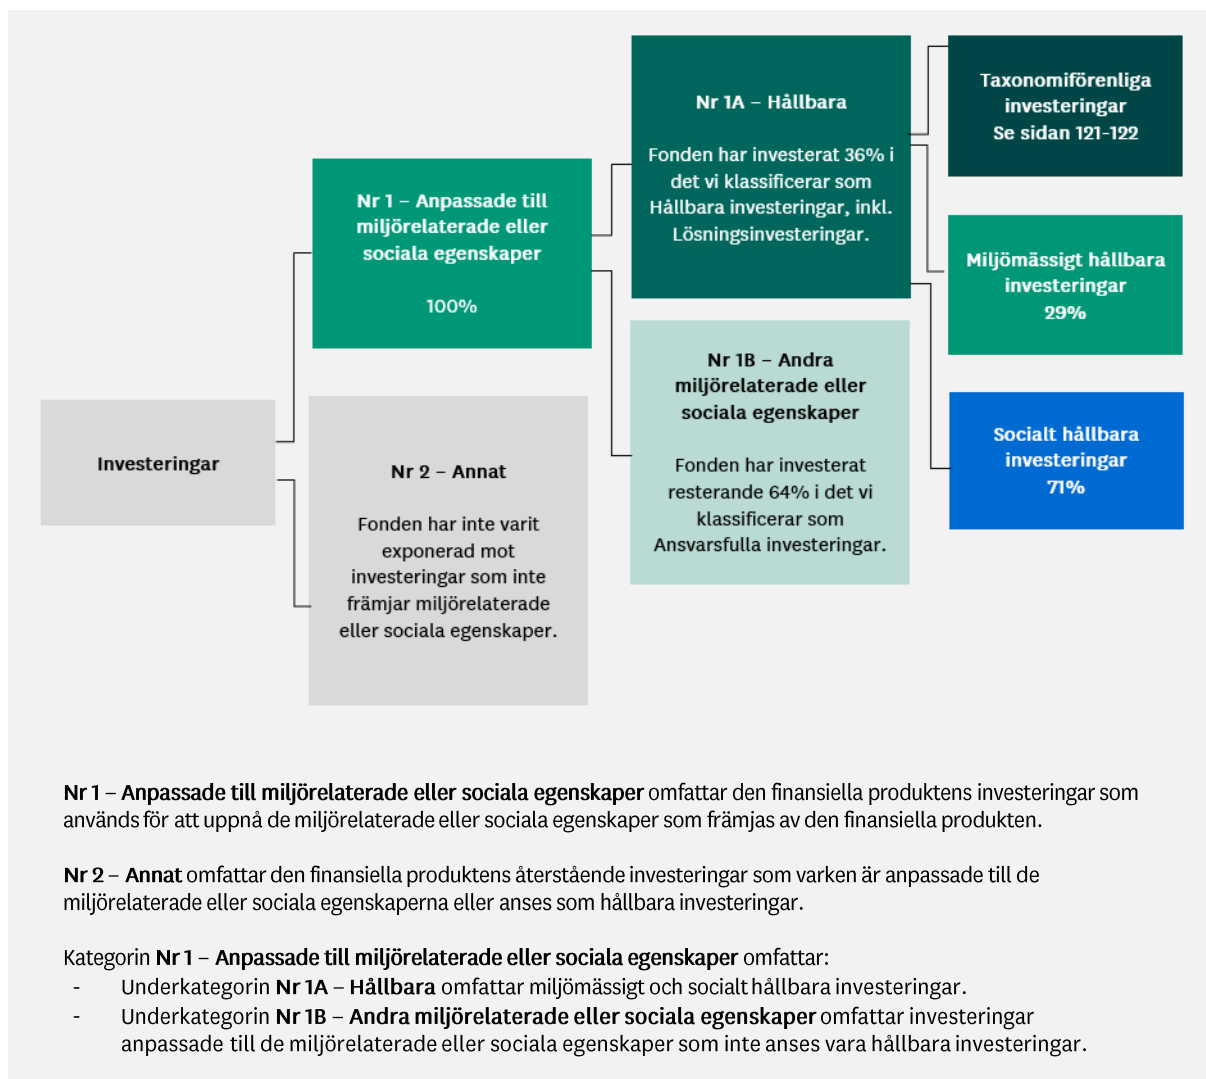 Investeringar
Nr 1 – Anpassade till
miljörelaterade eller
sociala egenskaper
100%
Nr 2 – Annat
Fonden har inte varit
exponerad mot
investeringar som inte
främjar miljörelaterade
eller sociala egenskaper.
Nr 1A – Hållbara
Fonden har investerat 36% i
det vi klassificerar som
Hållbara investeringar, inkl.
Lösningsinvesteringar.
Nr 1B – Andra
miljörelaterade eller
sociala egenskaper
Fonden har investerat
resterande 64% i det vi
klassificerar som
Ansvarsfulla investeringar.
Taxonomiförenliga
investeringar
Se sidan 121-122
Miljömässigt hållbara
investeringar
29%
Socialt hållbara
investeringar
71%
Nr 1 – Anpassade till miljörelaterade eller sociala egenskaper omfattar den finansiella produktens investeringar som
används för att uppnå de miljörelaterade eller sociala egenskaper som främjas av den finansiella produkten.
Nr 2 – Annat omfattar den finansiella produktens återstående investeringar som varken är anpassade till de
miljörelaterade eller sociala egenskaperna eller anses som hållbara investeringar.
Kategorin Nr 1 – Anpassade till miljörelaterade eller sociala egenskaper omfattar:
- Underkategorin Nr 1A – Hållbara omfattar miljömässigt och socialt hållbara investeringar.
- Underkategorin Nr 1B – Andra miljörelaterade eller sociala egenskaper omfattar investeringar
anpassade till de miljörelaterade eller sociala egenskaper som inte anses vara hållbara investeringar.